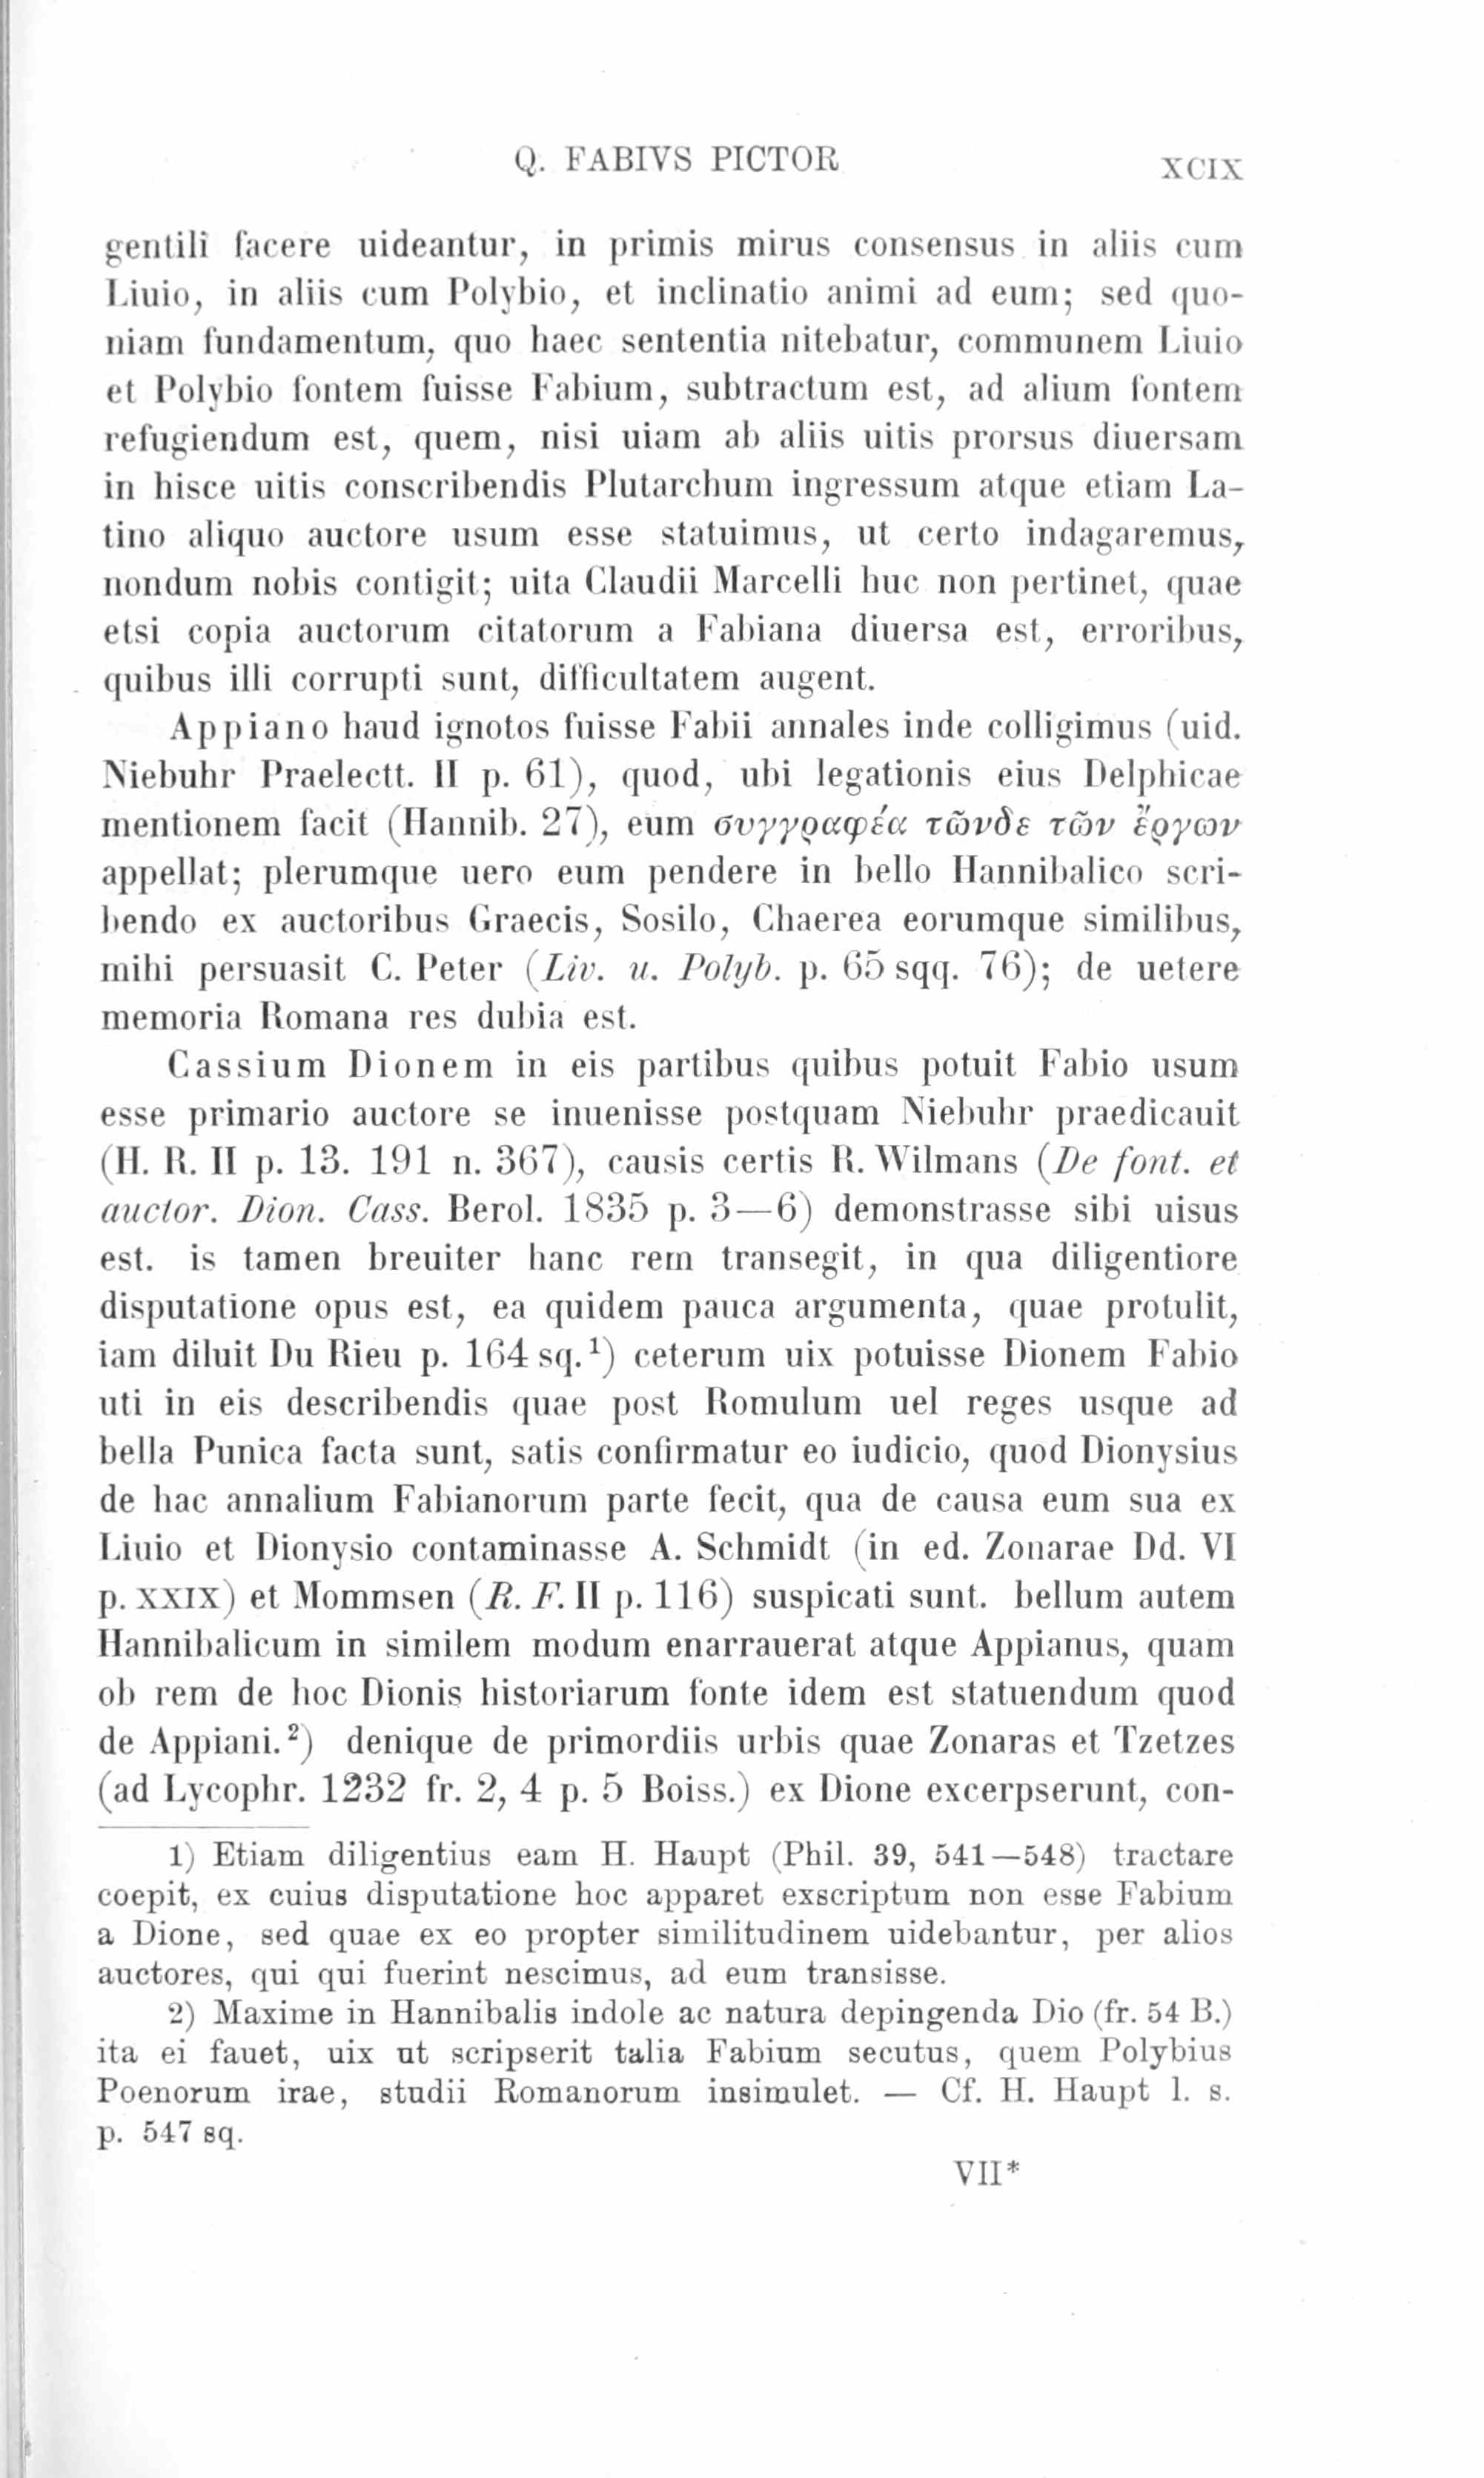 Q. FABIVS PICTOR
XCIX
gentili facere uideantur, in primis mirus consensus in aliis cum
Liuio, in aliis cum Polybio, et inclinatio animi ad eum; sed quo-
niam fundamentum, quo haec sententia nitebatur, communem Liuio
et Polybio fontem fuisse Fabium, subtractum est, ad alium fontem
refugiendum est, quem, nisi uiam ab aliis uitis prorsus diuersam
in hisce uitis conscribendis Plutarchum ingressum atque etiam La-
tino aliquo auctore usum esse statuimus, ut certo indagaremus,
nondum nobis contigit; uita Claudii Marcelli huc non pertinet, quae
etsi copia auctorum citatorum a Fabiana diuersa est, erroribus,
quibus illi corrupti sunt, difficultatem augent.
Appiano haud ignotos fuisse Fabii annales inde colligimus (uid.
Niebuhr Praelectt. II p. 61), quod, ubi legationis eius Delphicae
mentionem facit (Hannib. 27), eum συγγραφέα τῶνδε τῶν ἔργων
appellat; plerumque uero eum pendere in bello Hannibalico scri-
bendo ex auctoribus Graecis, Sosilo, Chaerea eorumque similibus,
mihi persuasit C. Peter (Liv. u. Polyb. p. 65 sqq. 76); de uetere
memoria Romana res dubia est.
Cassium Dionem in eis partibus quibus potuit Fabio usum
esse primario auctore se inuenisse postquam Niebuhr praedicauit
(H. R. II p. 13. 191 n. 367), causis certis R. Wilmans (De font. et
auctor. Dion. Cass. Berol. 1835 p. 3—6) demonstrasse sibi uisus
est. is tamen breuiter hanc rem transegit, in qua diligentiore
disputatione opus est, ea quidem pauca argumenta, quae protulit,
iam diluit Du Rieu p. 164 sq.¹) ceterum uix potuisse Dionem Fabio
uti in eis describendis quae post Romulum uel reges usque ad
bella Punica facta sunt, satis confirmatur eo iudicio, quod Dionysius
de hac annalium Fabianorum parte fecit, qua de causa eum sua ex
Liuio et Dionysio contaminasse A. Schmidt (in ed. Zonarae Dd. VI
p. XXIX) et Mommsen (R. F. II p. 116) suspicati sunt. bellum autem
Hannibalicum in similem modum enarrauerat atque Appianus, quam
ob rem de hoc Dionis historiarum fonte idem est statuendum quod
de Appiani.²) denique de primordiis urbis quae Zonaras et Tzetzes
(ad Lycophr. 1232 fr. 2, 4 p. 5 Boiss.) ex Dione excerpserunt, con-
1) Etiam diligentius eam H. Haupt (Phil. 39, 541—548) tractare
coepit, ex cuius disputatione hoc apparet exscriptum non esse Fabium
a Dione, sed quae ex eo propter similitudinem uidebantur, per alios
auctores, qui qui fuerint nescimus, ad eum transisse.
2) Maxime in Hannibalis indole ac natura depingenda Dio (fr. 54 B.)
ita ei fauet, uix ut scripserit talia Fabium secutus, quem Polybius
Poenorum irae, studii Romanorum insimulet. — Cf. H. Haupt l. s.
p. 547 sq.
VII*